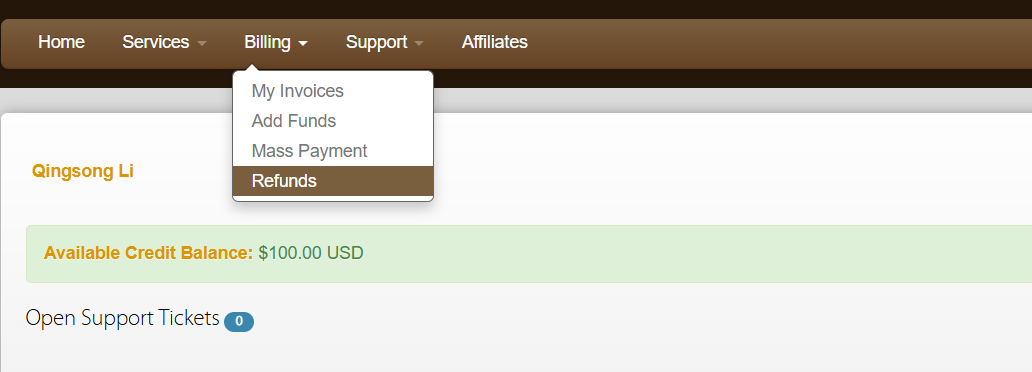 Home Services Billing Support Affiliates
My Invoices
Add Funds
Mass Payment
Qingsong Li
Refunds
Available Credit Balance: $100.00 USD
Open Support Tickets 0